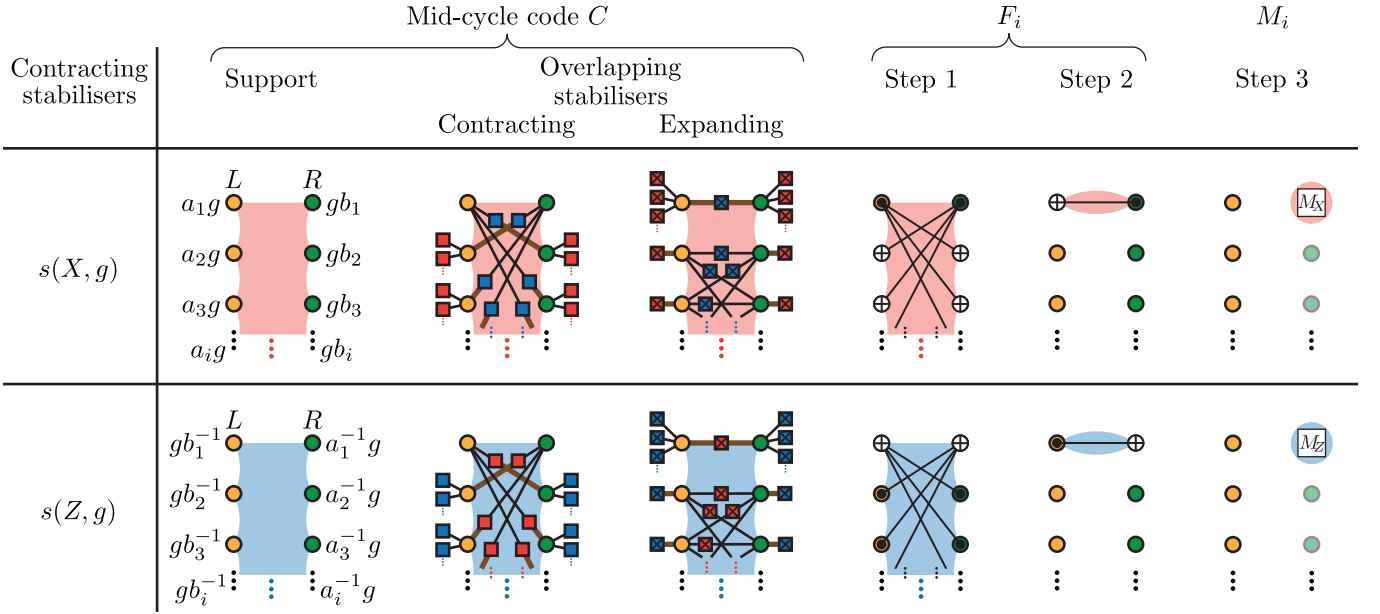 Mid-cycle code C F_i M_i
Contracting stabilisers Support Overlapping stabilisers Step 1 Step 2 Step 3
Contracting Expanding
L R
a_1g gb_1 M_X
a_2g gb_2
s(X, g)
a_3g gb_3
a_ig gb_i
L R
gb_1^{-1} a_1^{-1}g M_Z
gb_2^{-1} a_2^{-1}g
s(Z, g)
gb_3^{-1} a_3^{-1}g
gb_i^{-1} a_i^{-1}g